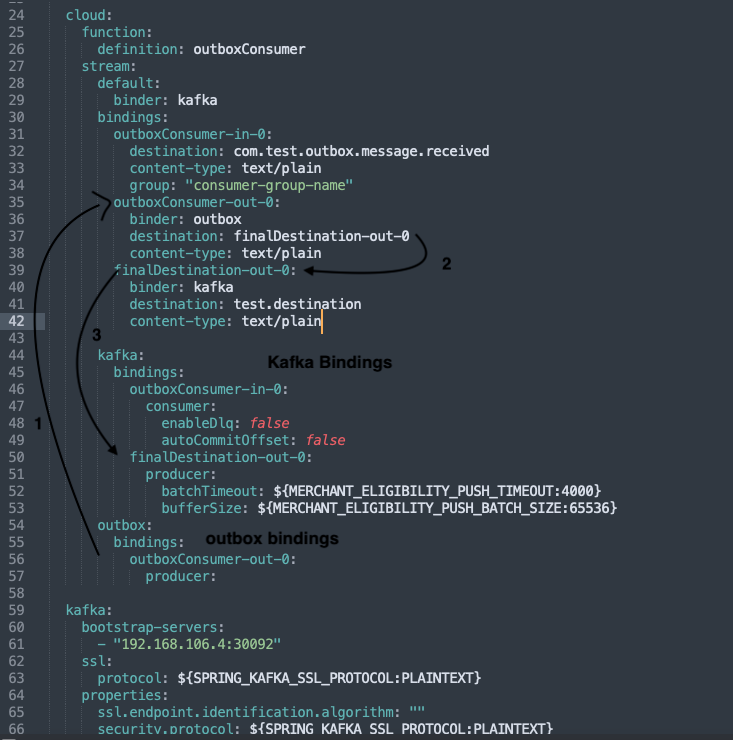 24 cloud:
25 function:
26 definition: outboxConsumer
27 stream:
28 default:
29 binder: kafka
30 bindings:
31 outboxConsumer-in-0:
32 destination: com.test.outbox.message.received
33 content-type: text/plain
34 group: "consumer-group-name"
35 outboxConsumer-out-0:
36 binder: outbox
37 destination: finalDestination-out-0
38 content-type: text/plain
2
39 finalDestination-out-0:
40 binder: kafka
41 destination: test.destination
42 content-type: text/plain
3
43
44 kafka:
Kafka Bindings
45 bindings:
46 outboxConsumer-in-0:
47 consumer:
48 enableDlq: false
1
49 autoCommitOffset: false
50 finalDestination-out-0:
51 producer:
52 batchTimeout: ${MERCHANT_ELIGIBILITY_PUSH_TIMEOUT:4000}
53 bufferSize: ${MERCHANT_ELIGIBILITY_PUSH_BATCH_SIZE:65536}
54 outbox:
55 bindings:
outbox bindings
56 outboxConsumer-out-0:
57 producer:
58
59 kafka:
60 bootstrap-servers:
61 - "192.168.106.4:30092"
62 ssl:
63 protocol: ${SPRING_KAFKA_SSL_PROTOCOL:PLAINTEXT}
64 properties:
65 ssl.endpoint.identification.algorithm: ""
66 security.protocol: ${SPRING_KAFKA_SSL_PROTOCOL:PLAINTEXT}